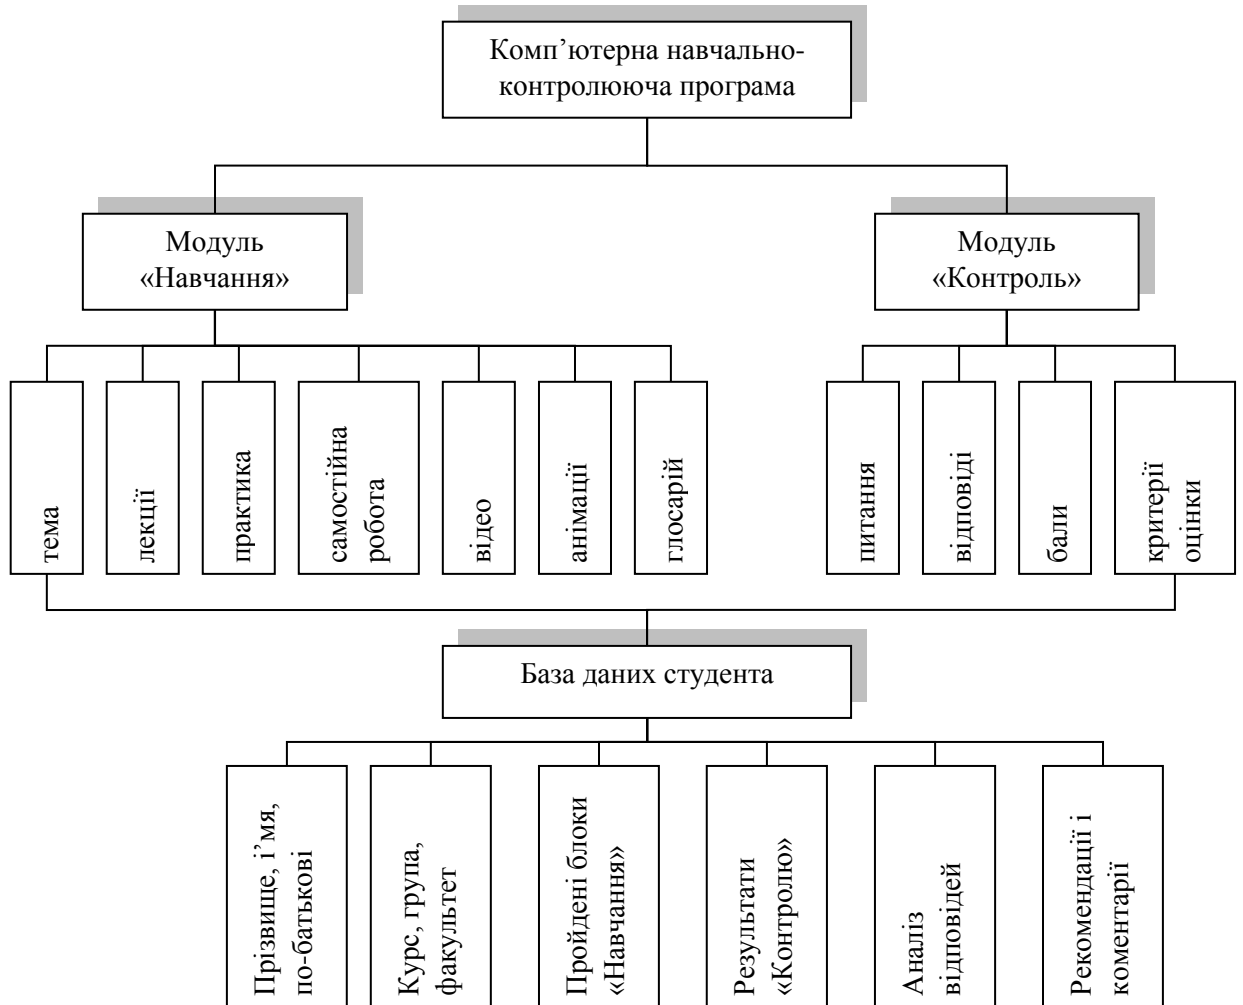 Комп’ютерна навчально-
контролююча програма
Модуль
«Навчання»
Модуль
«Контроль»
тема
лекції
практика
самостійна
робота
відео
анімації
глосарій
питання
відповіді
бали
критерії
оцінки
База даних студента
Прізвище, і’мя,
по-батькові
Курс, група,
факультет
Пройдені блоки
«Навчання»
Результати
«Контролю»
Аналіз
відповідей
Рекомендації і
коментарії